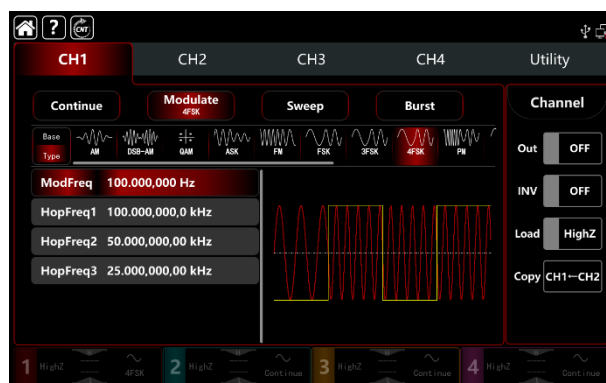 ? CNT
CH1 CH2 CH3 CH4 Utility
Continue Modulate Sweep Burst Channel
4FSK
Base
Type AM DSB-AM QAM ASK FM FSK 3FSK 4FSK PM
Out OFF
ModFreq 100.000,000 Hz
INV OFF
HopFreq1 100.000,000,0 kHz
HopFreq2 50.000,000,00 kHz
Load HighZ
HopFreq3 25.000,000,00 kHz
Copy CH1←CH2
1 HighZ 4FSK 2 HighZ Continue 3 HighZ Continue 4 HighZ Continue